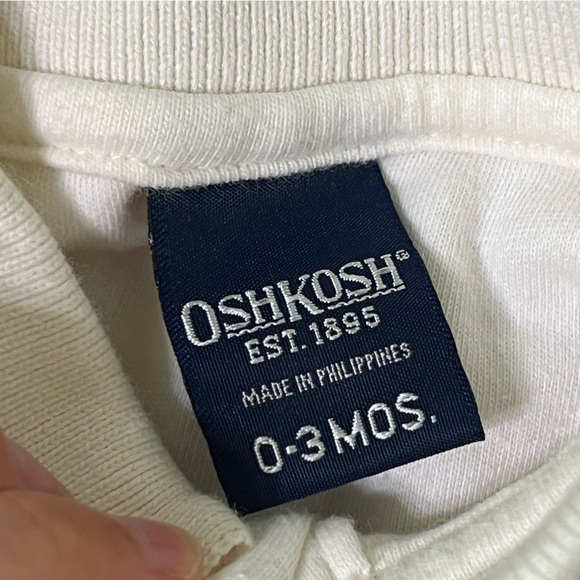 OSHKOSH®
EST. 1895
MADE IN PHILIPPINES
0-3 MOS.